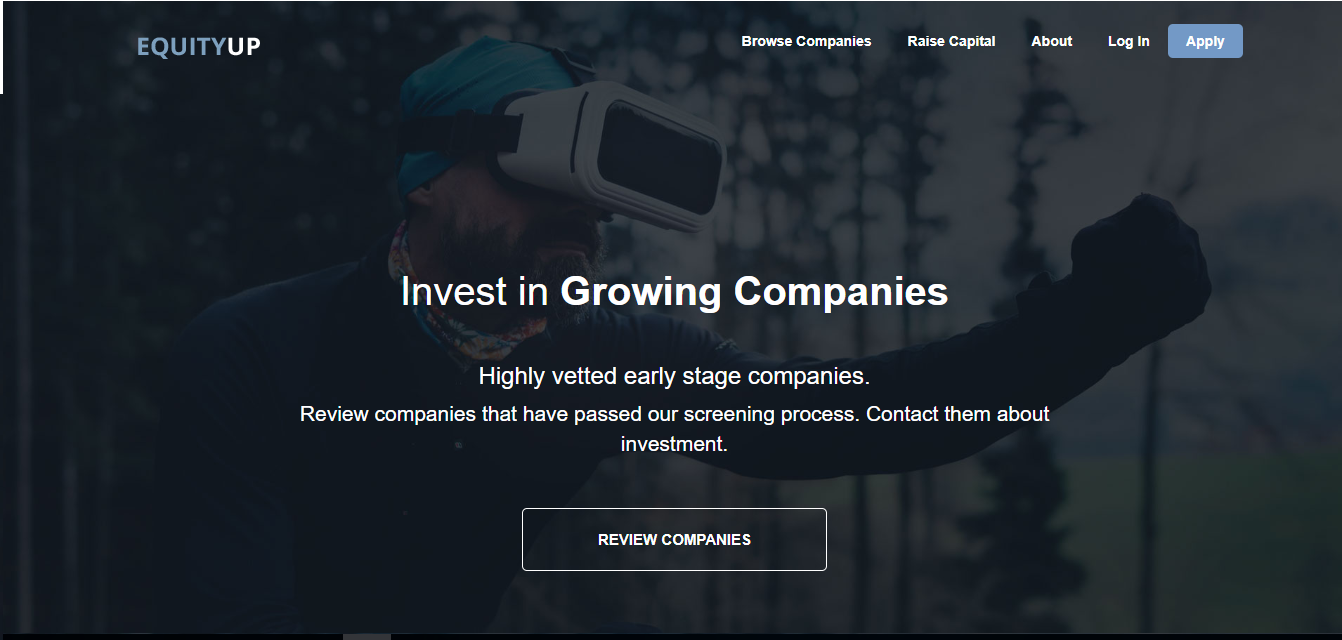 EQUITYUP
Browse Companies
Raise Capital
About
Log In
Apply
Invest in Growing Companies
Highly vetted early stage companies.
Review companies that have passed our screening process. Contact them about
investment.
REVIEW COMPANIES